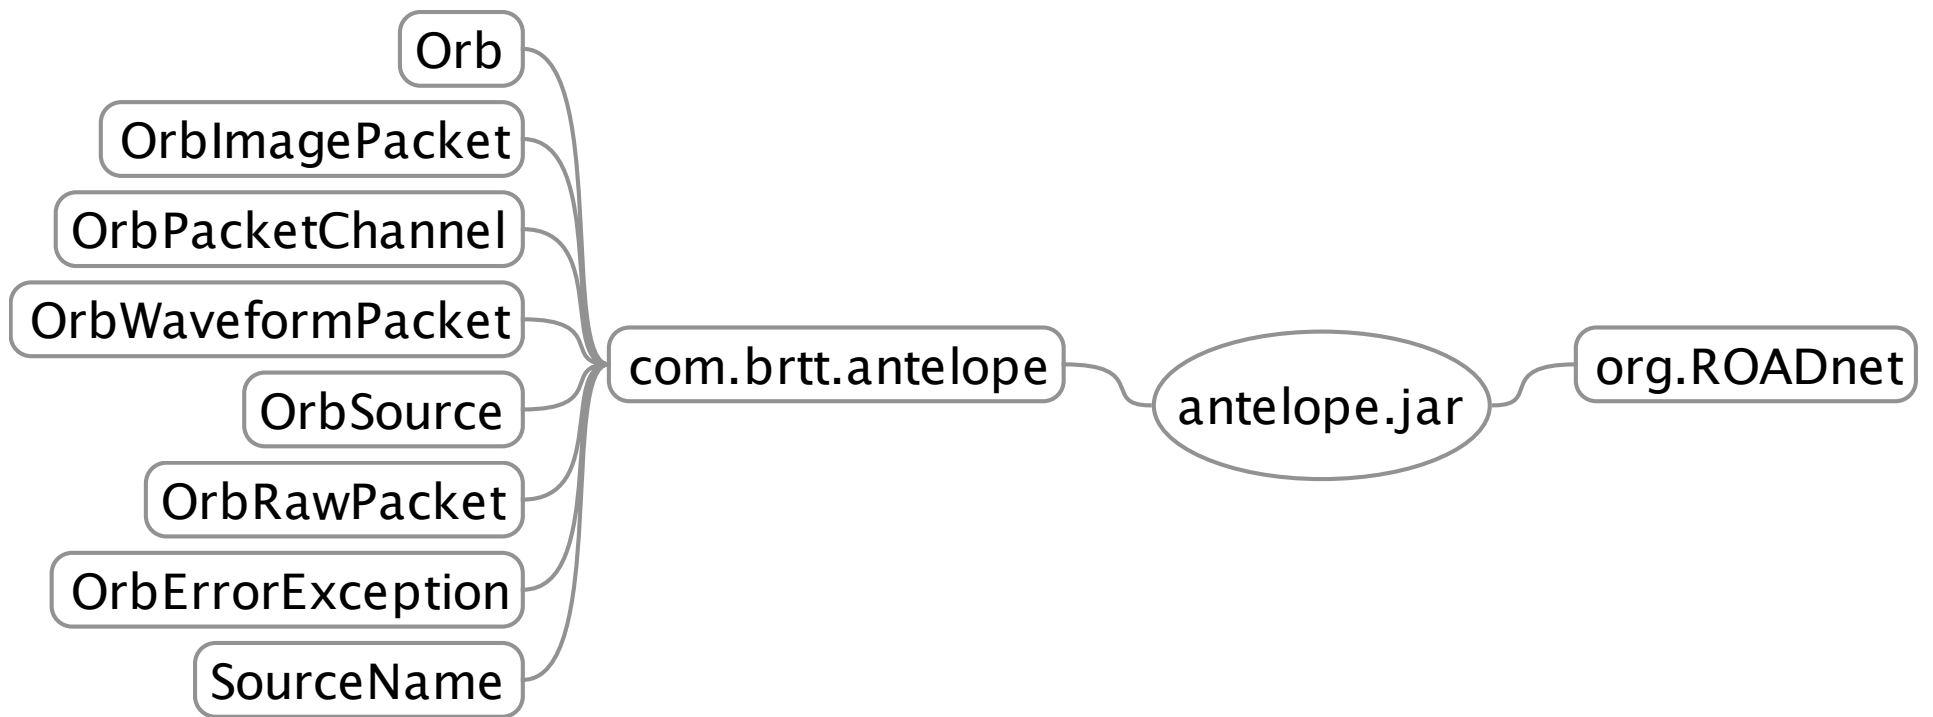 Orb
OrbImagePacket
OrbPacketChannel
OrbWaveformPacket
OrbSource
OrbRawPacket
OrbErrorException
SourceName
com.brtt.antelope
antelope.jar
org.ROADnet